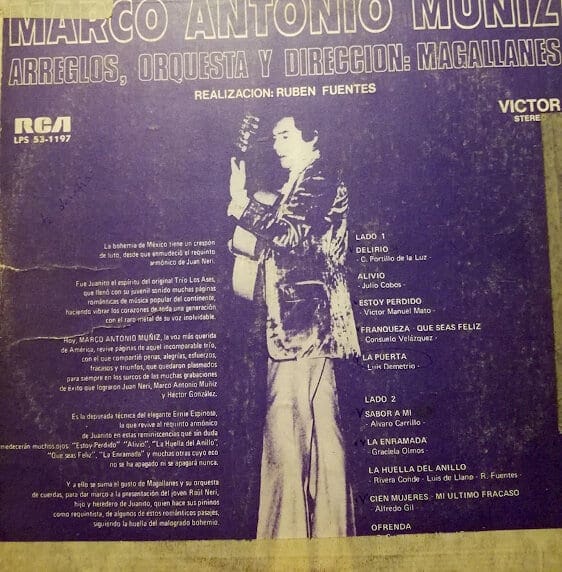 MARCO ANTONIO MUÑIZ
ARREGLOS, ORQUESTA Y DIRECCION: MAGALLANES
REALIZACION: RUBEN FUENTES
RCA
LPS 53-1197
VICTOR
STEREO
La bohemia de México tiene un crespón
de luto, desde que enmudeció el requinto
armónico de Juan Neri.
Fue Juanito el espíritu del original Trío Los Ases,
que llenó con su juvenil sonido muchas páginas
románticas de música popular del continente,
haciendo vibrar los corazones de toda una generación
con el raro metal de su voz inolvidable.
Hoy, MARCO ANTONIO MUÑIZ, la voz más querida
de América, revive páginas de aquel incomparable trío,
con el que compartió penas, alegrías, esfuerzos,
fracasos y triunfos, que quedaron plasmados
para siempre en los surcos de las muchas grabaciones
de éxito que lograron Juan Neri, Marco Antonio Muñiz
y Héctor González.
Es la depurada técnica del elegante Ernie Espinosa,
la que revive al requinto armónico
de Juanito en estas reminiscencias que sin duda
humedecerán muchos ojos: "Estoy Perdido" "Alivio", "La Huella del Anillo",
"Que seas Feliz", "La Enramada" y muchas otras cuyo eco
no se ha apagado ni se apagará nunca.
Y a ello se suma el gusto de Magallanes y su orquesta
de cuerdas, para dar marco a la presentación del joven Raúl Neri,
hijo y heredero de Juanito, quien hace sus pininos
como requintista, de algunos de éstos románticos pasajes,
siguiendo la huella del malogrado bohemio.
LADO 1
DELIRIO
- C. Portillo de la Luz -
ALIVIO
- Julio Cobos -
ESTOY PERDIDO
- Victor Manuel Mato -
FRANQUEZA - QUE SEAS FELIZ
- Consuelo Velázquez -
LA PUERTA
- Luis Demetrio -
LADO 2
SABOR A MI
- Alvaro Carrillo -
LA ENRAMADA
- Graciela Olmos
LA HUELLA DEL ANILLO
- Rivera Conde - Luis de Llano - R. Fuentes -
CIEN MUJERES - MI ULTIMO FRACASO
- Alfredo Gil -
OFRENDA